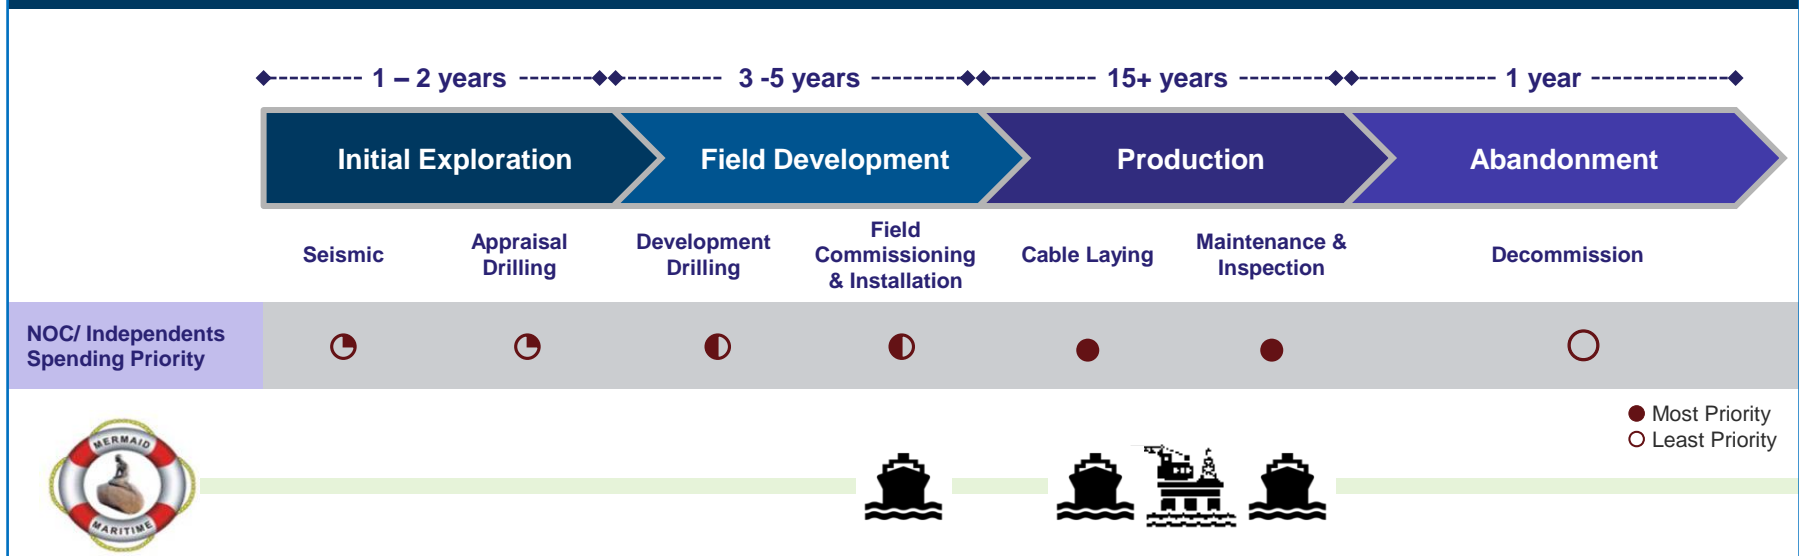 1 – 2 years
3 -5 years
15+ years
1 year
Initial Exploration
Field Development
Production
Abandonment
Seismic
Appraisal
Drilling
Development
Drilling
Field
Commissioning
& Installation
Cable Laying
Maintenance &
Inspection
Decommission
NOC/ Independents
Spending Priority
Most Priority
Least Priority
MERMAID
MARITIME